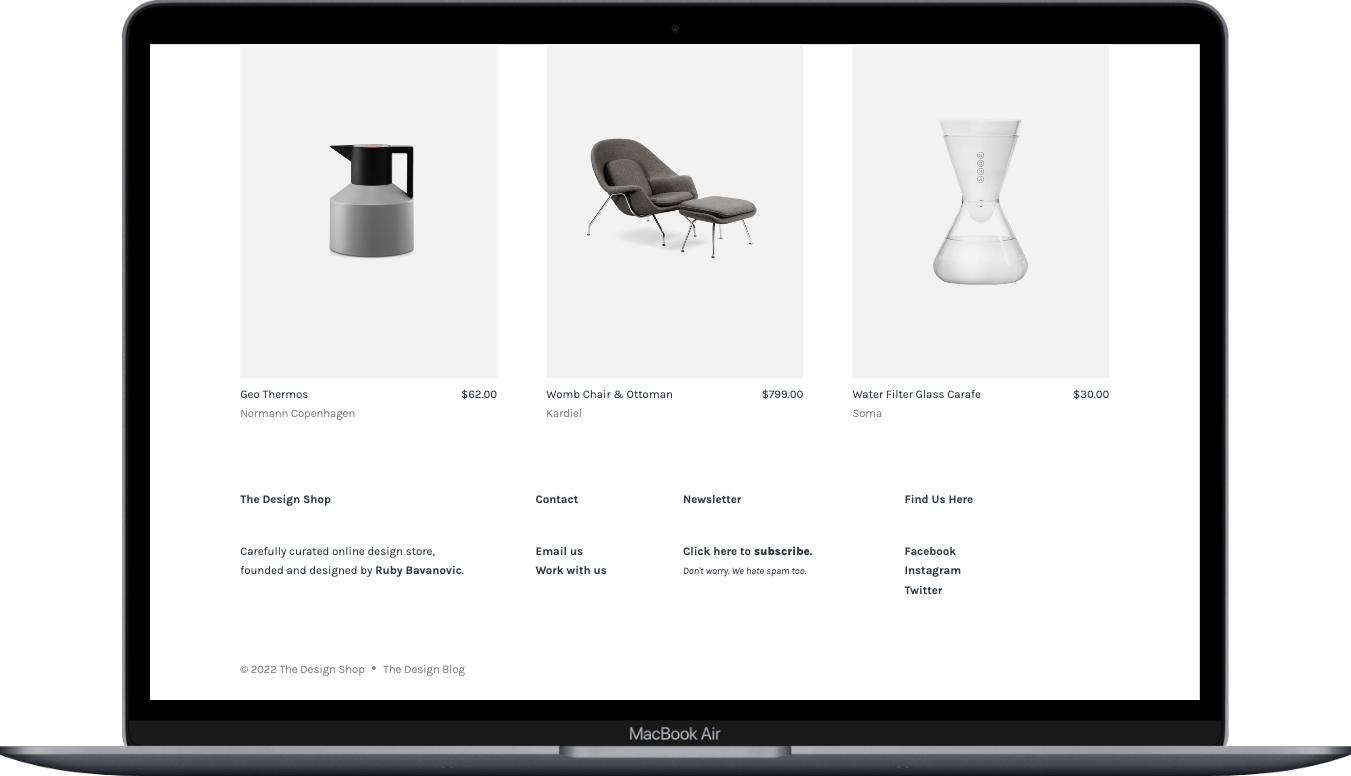 Geo Thermos $62.00
Normann Copenhagen
Womb Chair & Ottoman $799.00
Kardiel
Water Filter Glass Carafe $30.00
Soma
The Design Shop
Carefully curated online design store,
founded and designed by Ruby Bavanovic.
Contact
Email us
Work with us
Newsletter
Click here to subscribe.
Don't worry. We hate spam too.
Find Us Here
Facebook
Instagram
Twitter
© 2022 The Design Shop • The Design Blog
MacBook Air